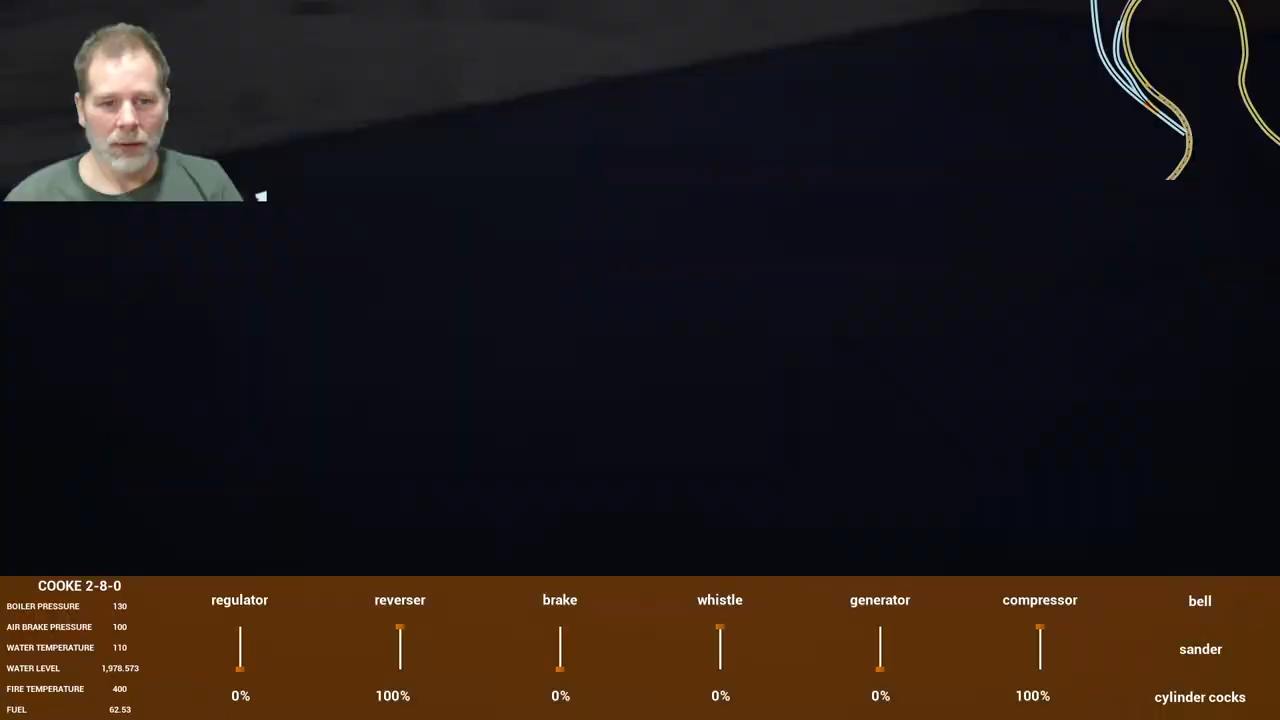 COOKE 2-8-0
BOILER PRESSURE 130
AIR BRAKE PRESSURE 100
WATER TEMPERATURE 110
WATER LEVEL 1,978.573
FIRE TEMPERATURE 400
FUEL 62.53
regulator
0%
reverser
100%
brake
0%
whistle
0%
generator
0%
compressor
100%
bell
sander
cylinder cocks